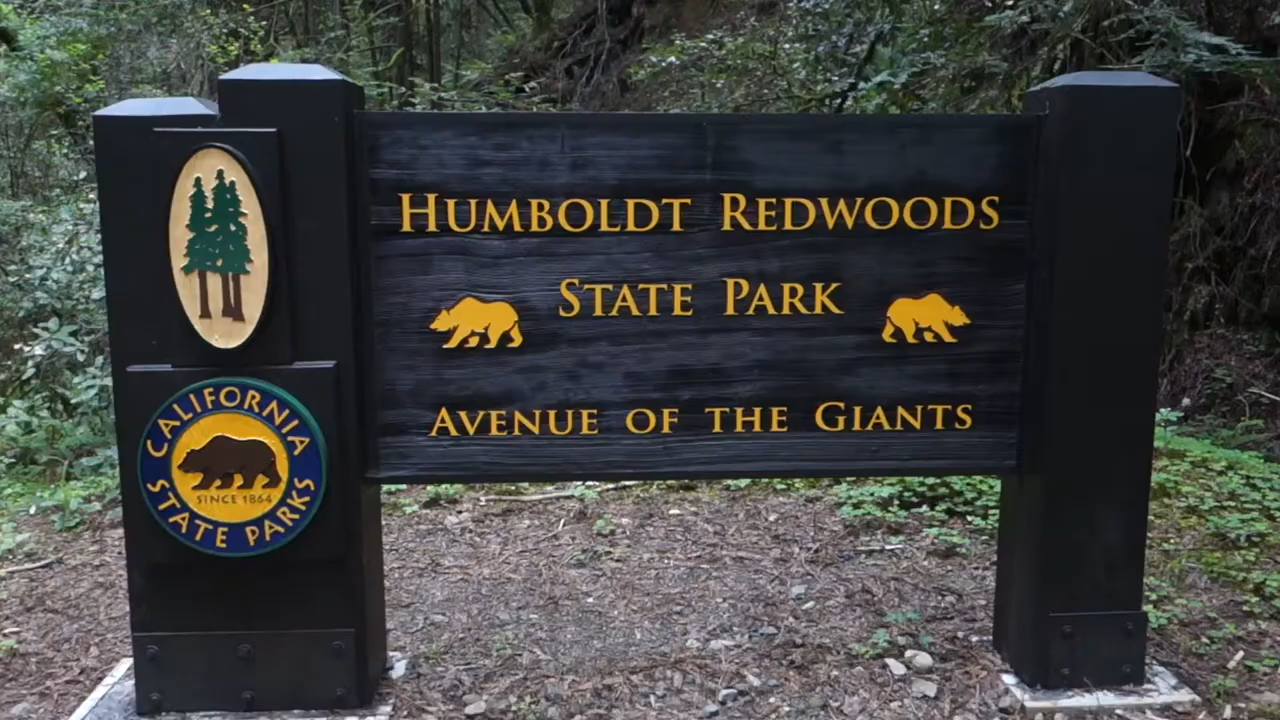 Humboldt Redwoods
State Park
Avenue of the Giants
CALIFORNIA
STATE PARKS
SINCE 1864